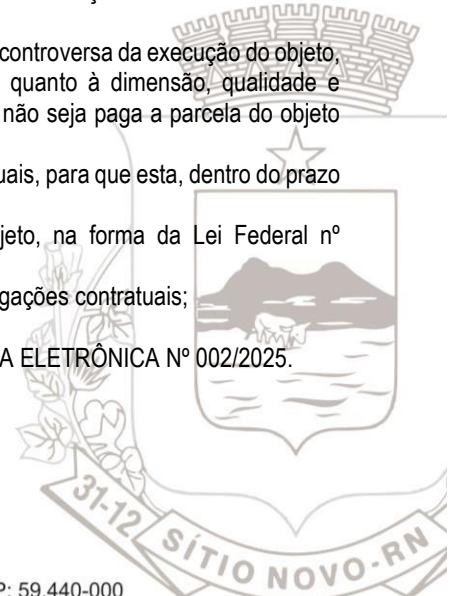 controversa da execução do objeto,
quanto à dimensão, qualidade e
não seja paga a parcela do objeto
uais, para que esta, dentro do prazo
jeto, na forma da Lei Federal nº
gações contratuais;
A ELETRÔNICA Nº 002/2025.
31-12 SÍTIO NOVO-RN
P: 59.440-000